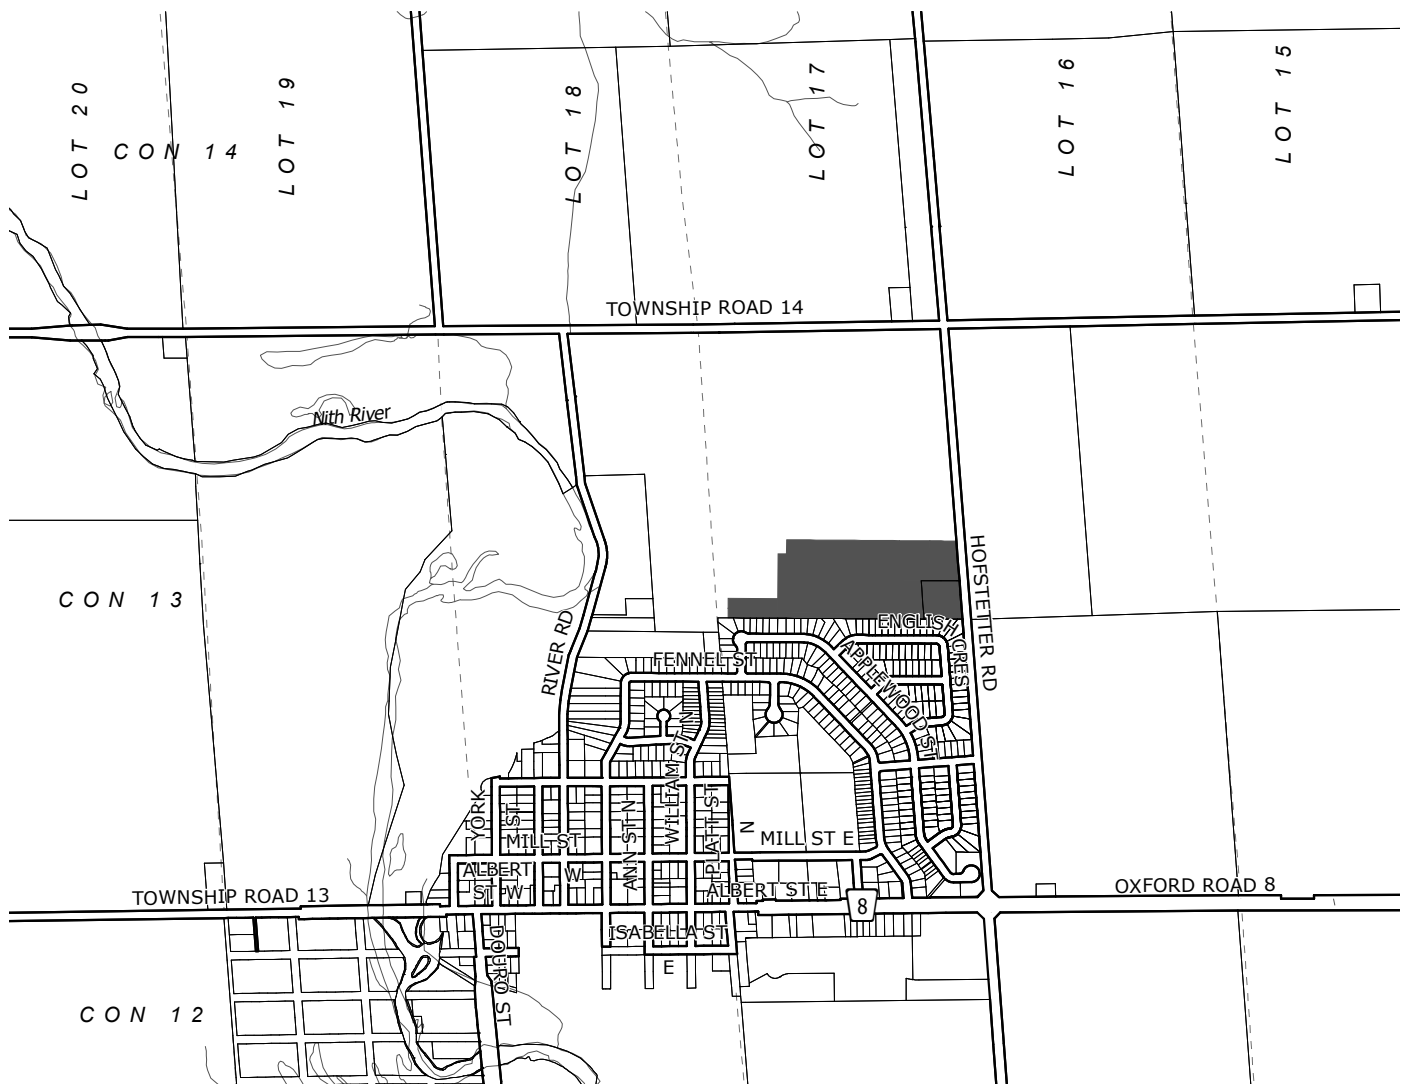 LOT 20
LOT 19
LOT 18
LOT 17
LOT 16
LOT 15
CON 14
TOWNSHIP ROAD 14
Nith River
HOFSTETTER RD
CON 13
RIVER RD
ENGLISH
CRES
FENNEL ST
APPLEWOOD ST
WILLIAM ST N
YORK
ST
ANN ST N
PLATT ST
N
MILL ST
W
MILL ST E
ALBERT
ST W
ALBERT ST E
TOWNSHIP ROAD 13
8
OXFORD ROAD 8
ISABELLA ST
E
DOURO ST
CON 12